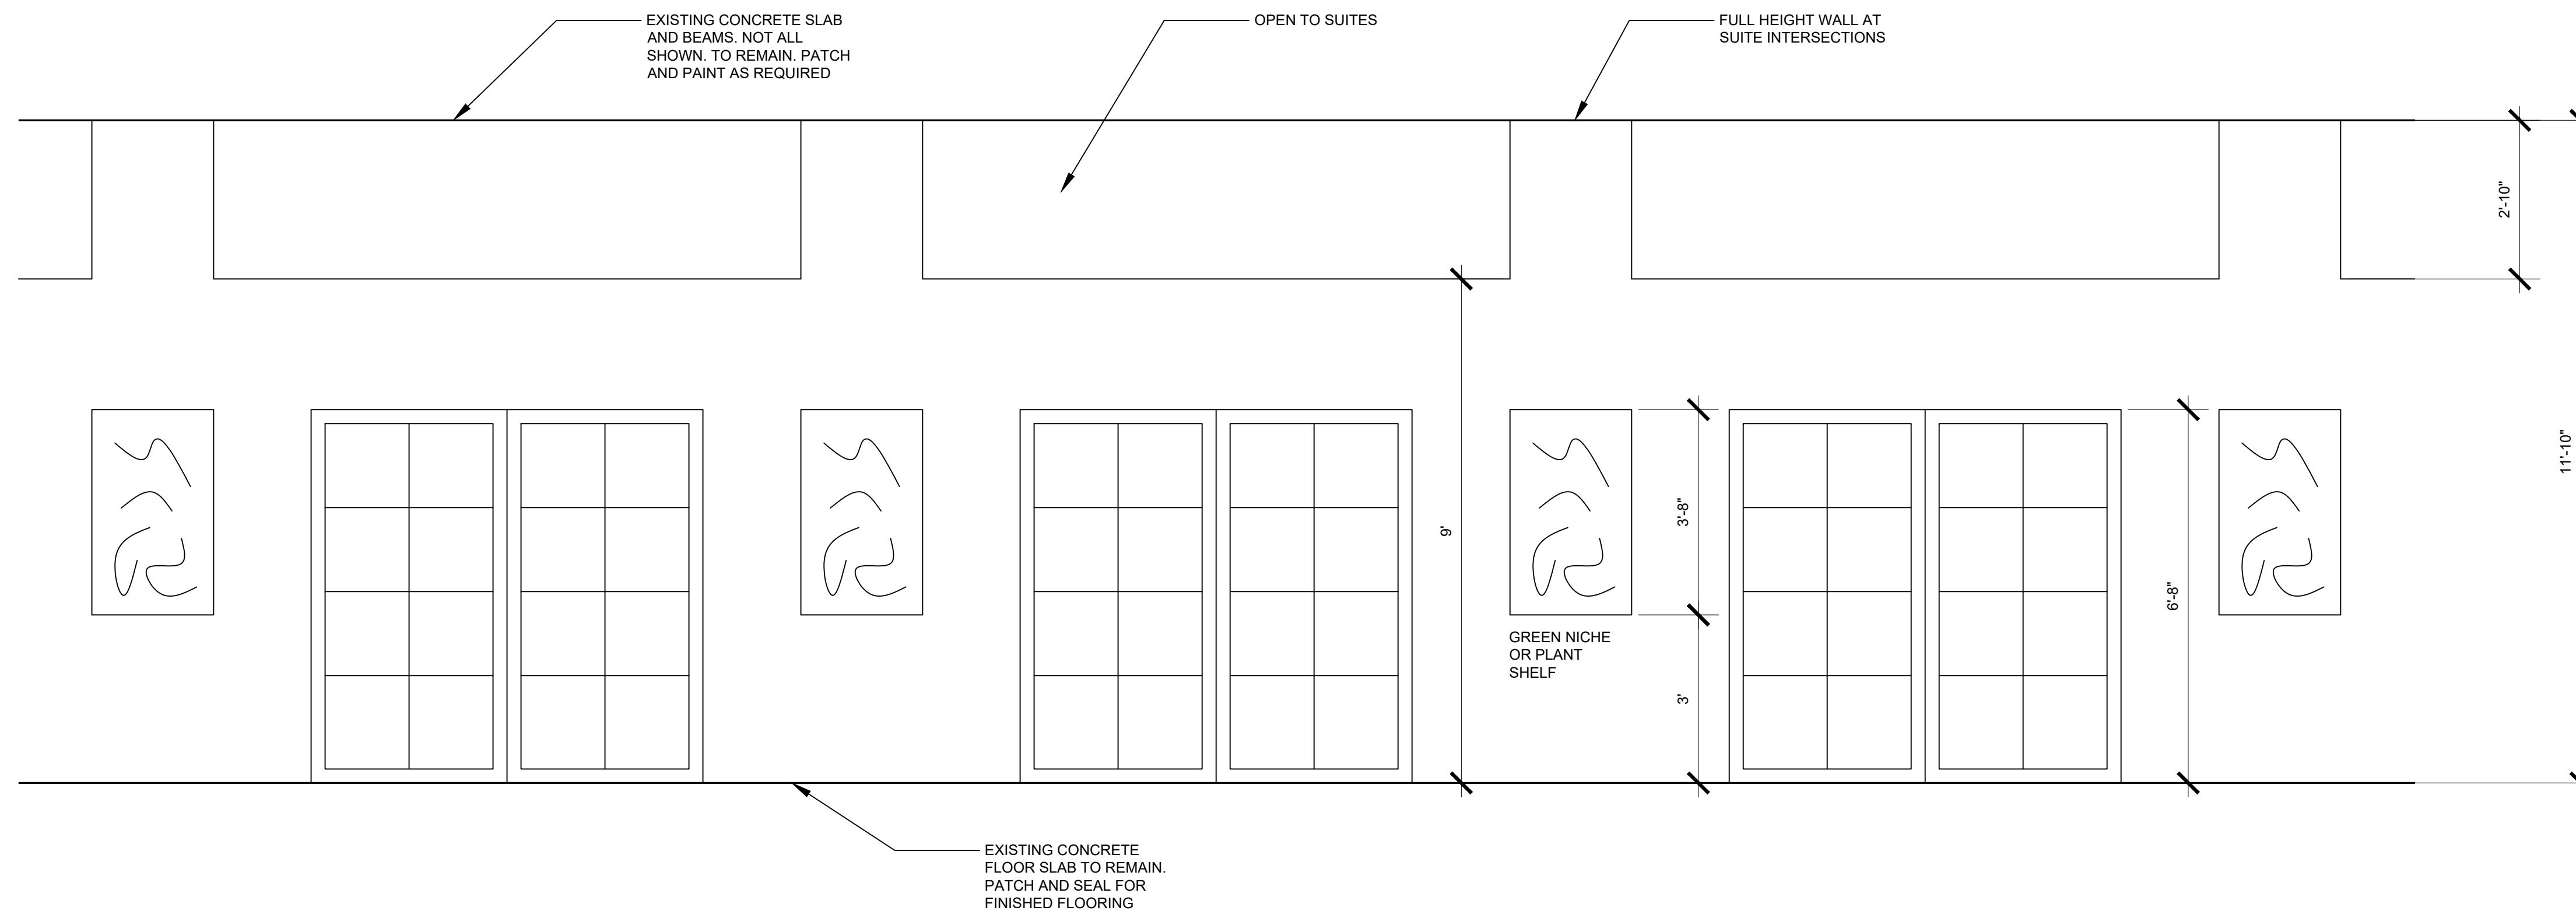 EXISTING CONCRETE SLAB
AND BEAMS. NOT ALL
SHOWN. TO REMAIN. PATCH
AND PAINT AS REQUIRED
OPEN TO SUITES
FULL HEIGHT WALL AT
SUITE INTERSECTIONS
2'-10"
11'-10"
9'
3'-8"
6'-8"
3'
GREEN NICHE
OR PLANT
SHELF
EXISTING CONCRETE
FLOOR SLAB TO REMAIN.
PATCH AND SEAL FOR
FINISHED FLOORING